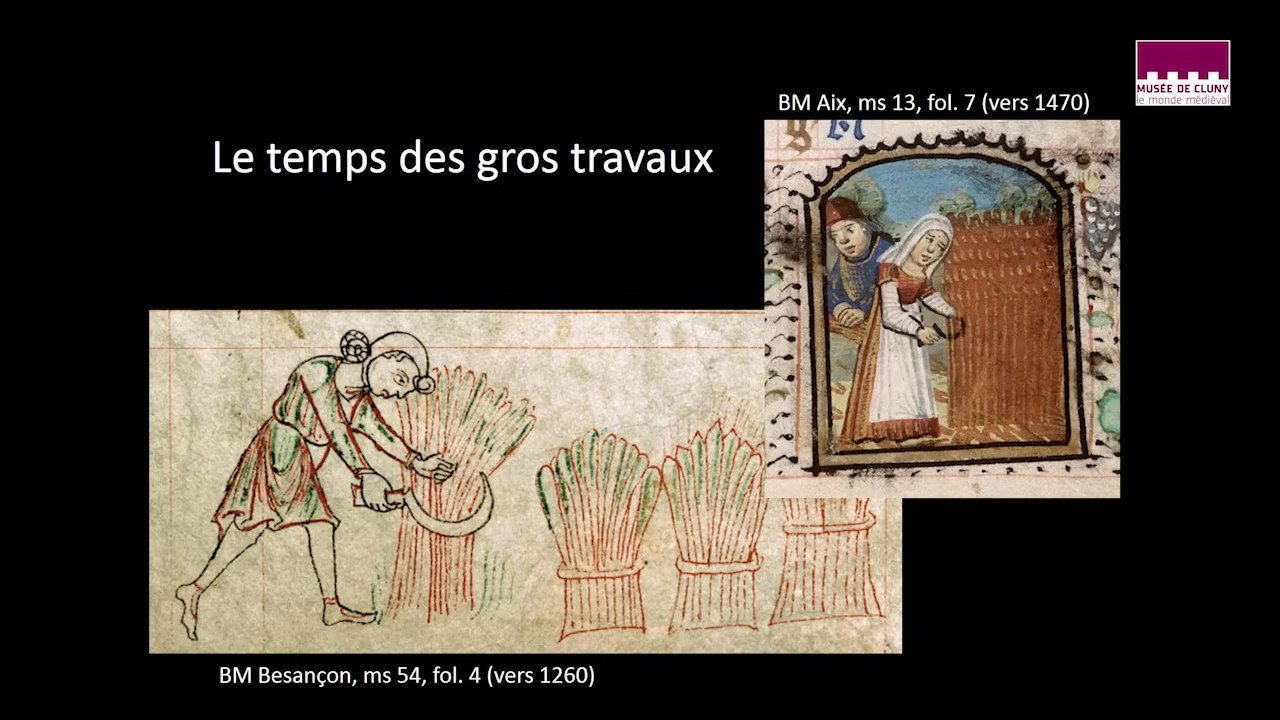 MUSÉE DE CLUNY
le monde médiéval
BM Aix, ms 13, fol. 7 (vers 1470)
Le temps des gros travaux
BM Besançon, ms 54, fol. 4 (vers 1260)